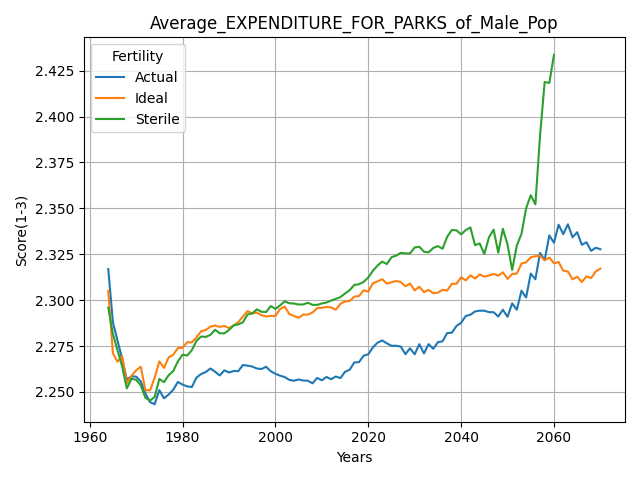 Average_EXPENDITURE_FOR_PARKS_of_Male_Pop
Fertility
Actual
Ideal
Sterile
Score(1-3)
2.425
2.400
2.375
2.350
2.325
2.300
2.275
2.250
1960 1980 2000 2020 2040 2060
Years